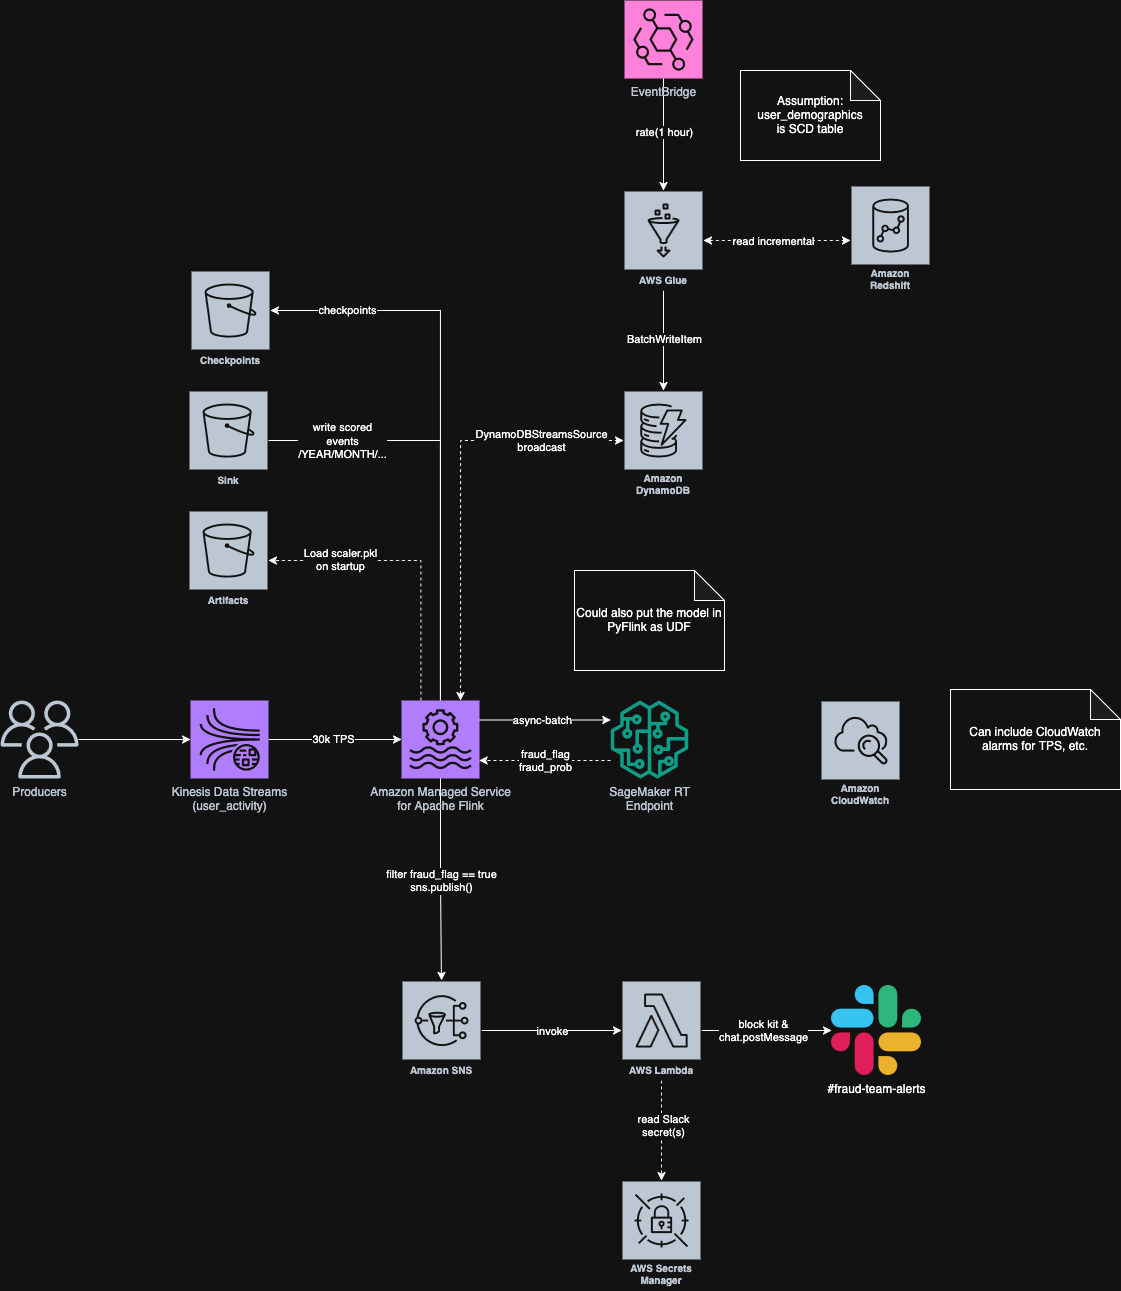 EventBridge
rate(1 hour)
Assumption:
user_demographics
is SCD table
AWS Glue
read incremental
Amazon
Redshift
checkpoints
Checkpoints
BatchWriteItem
write scored
events
/YEAR/MONTH/...
Sink
DynamoDBStreamsSource
broadcast
Amazon
DynamoDB
Load scaler.pkl
on startup
Artifacts
Could also put the model in
PyFlink as UDF
Producers
Kinesis Data Streams
(user_activity)
30k TPS
Amazon Managed Service
for Apache Flink
async-batch
fraud_flag
fraud_prob
SageMaker RT
Endpoint
Amazon
CloudWatch
Can include CloudWatch
alarms for TPS, etc.
filter fraud_flag == true
sns.publish()
Amazon SNS
invoke
AWS Lambda
block kit &
chat.postMessage
#fraud-team-alerts
read Slack
secret(s)
AWS Secrets
Manager